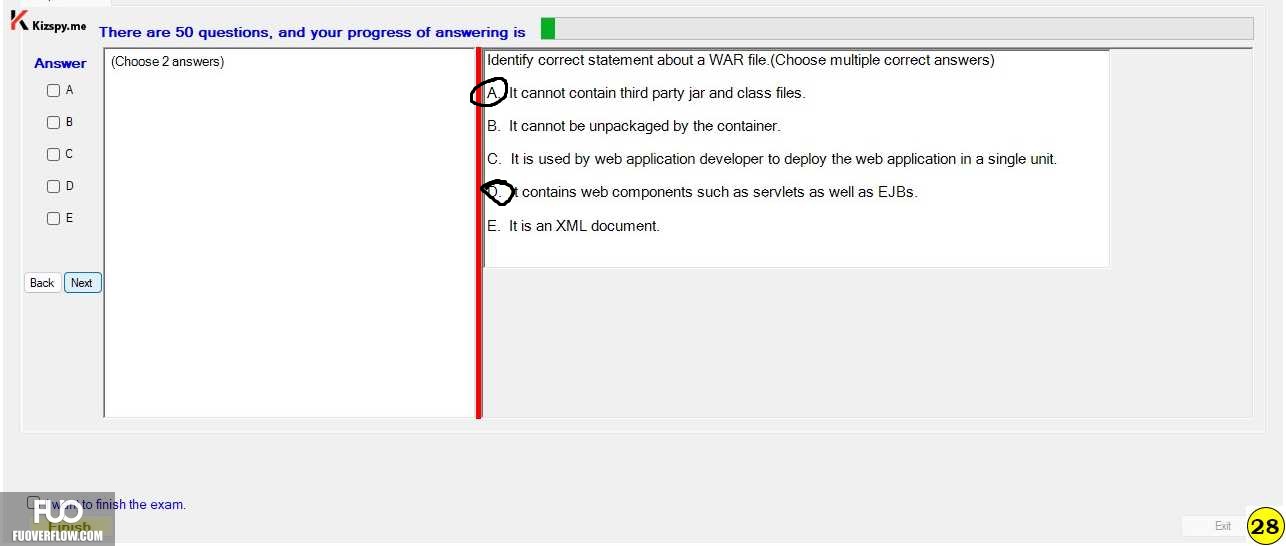 Kizspy.me
There are 50 questions, and your progress of answering is
Answer
(Choose 2 answers)
A
B
C
D
E
Back Next
Identify correct statement about a WAR file.(Choose multiple correct answers)
A. It cannot contain third party jar and class files.
B. It cannot be unpackaged by the container.
C. It is used by web application developer to deploy the web application in a single unit.
D. It contains web components such as servlets as well as EJBs.
E. It is an XML document.
I want to finish the exam.
Finish
FUO
FUOVERFLOW.COM
Exit
28